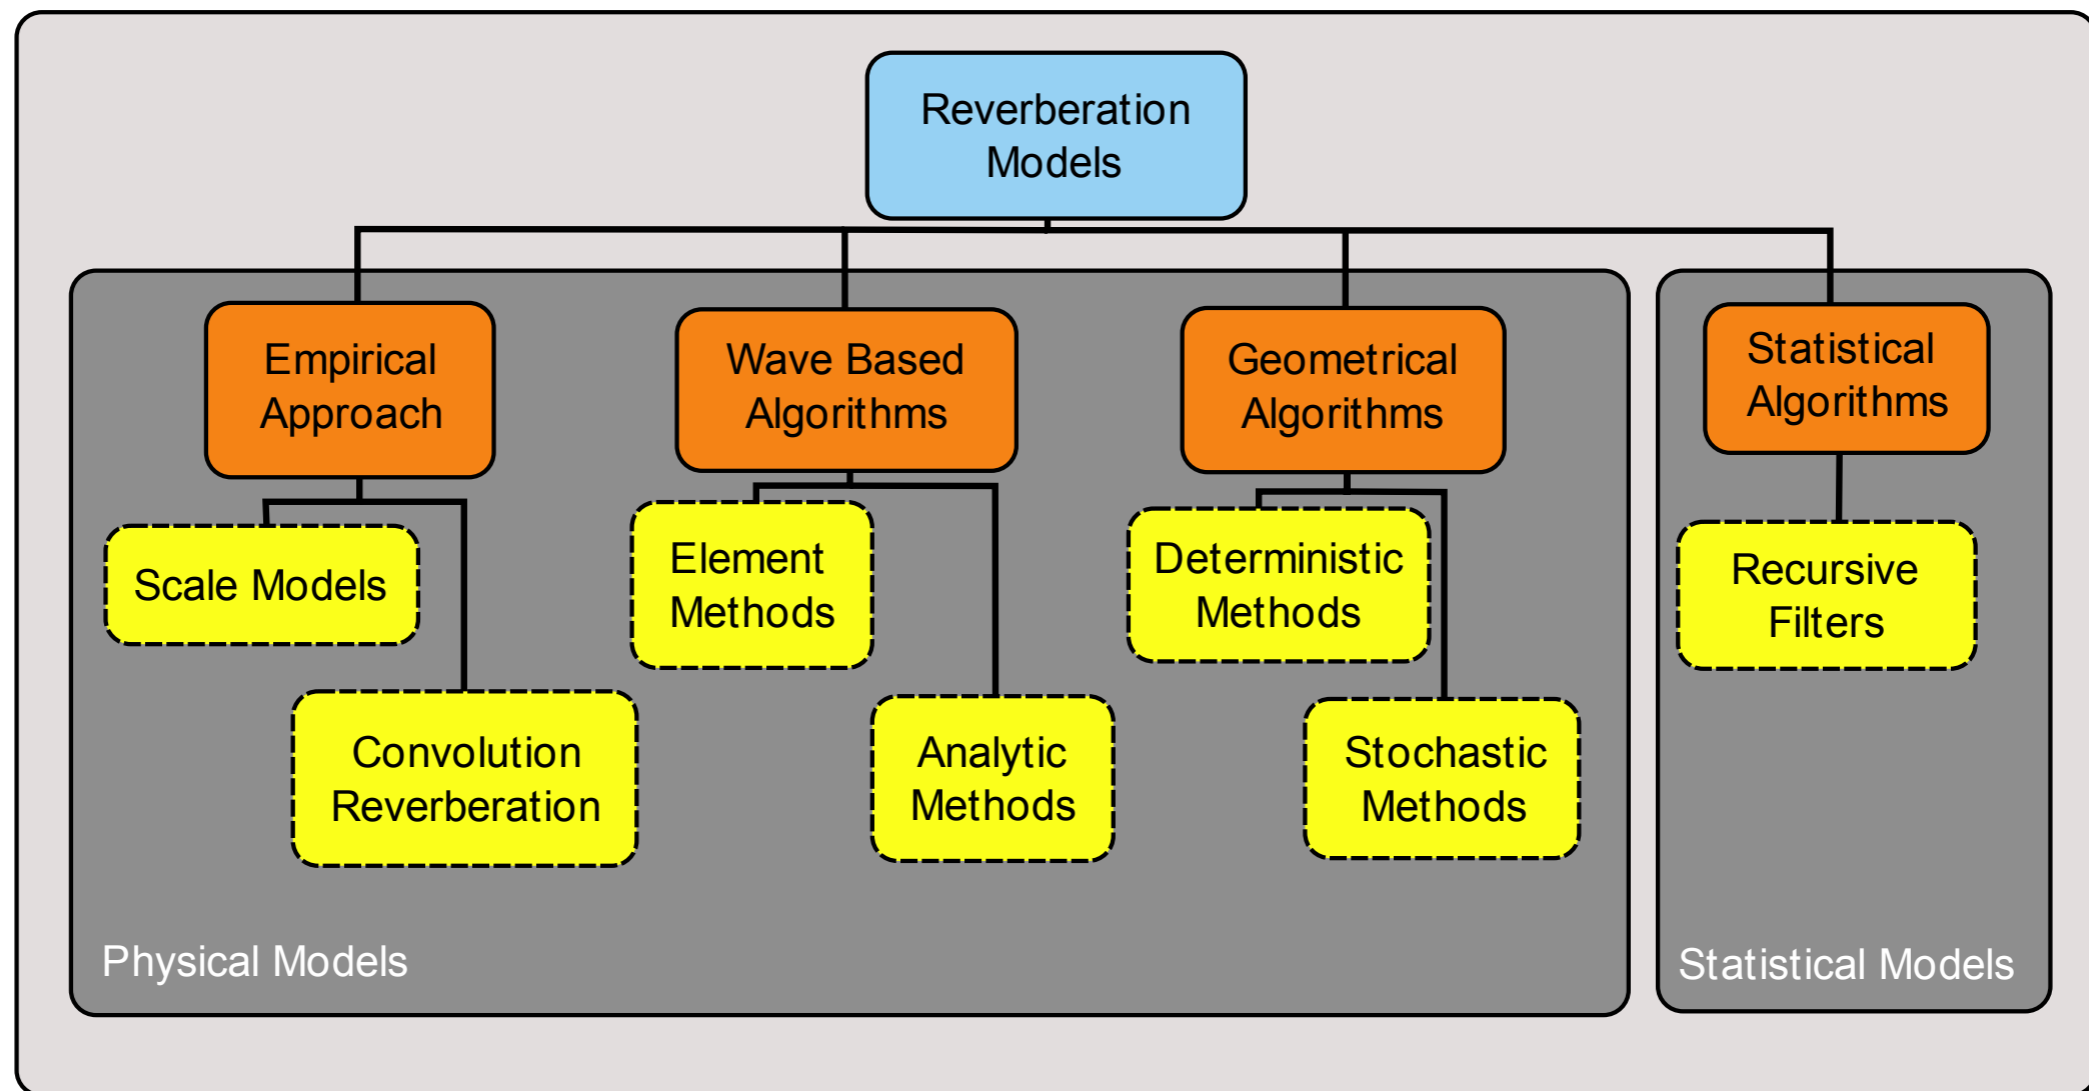 Reverberation
Models
Empirical
Approach
Wave Based
Algorithms
Geometrical
Algorithms
Statistical
Algorithms
Scale Models
Element
Methods
Deterministic
Methods
Recursive
Filters
Convolution
Reverberation
Analytic
Methods
Stochastic
Methods
Physical Models
Statistical Models